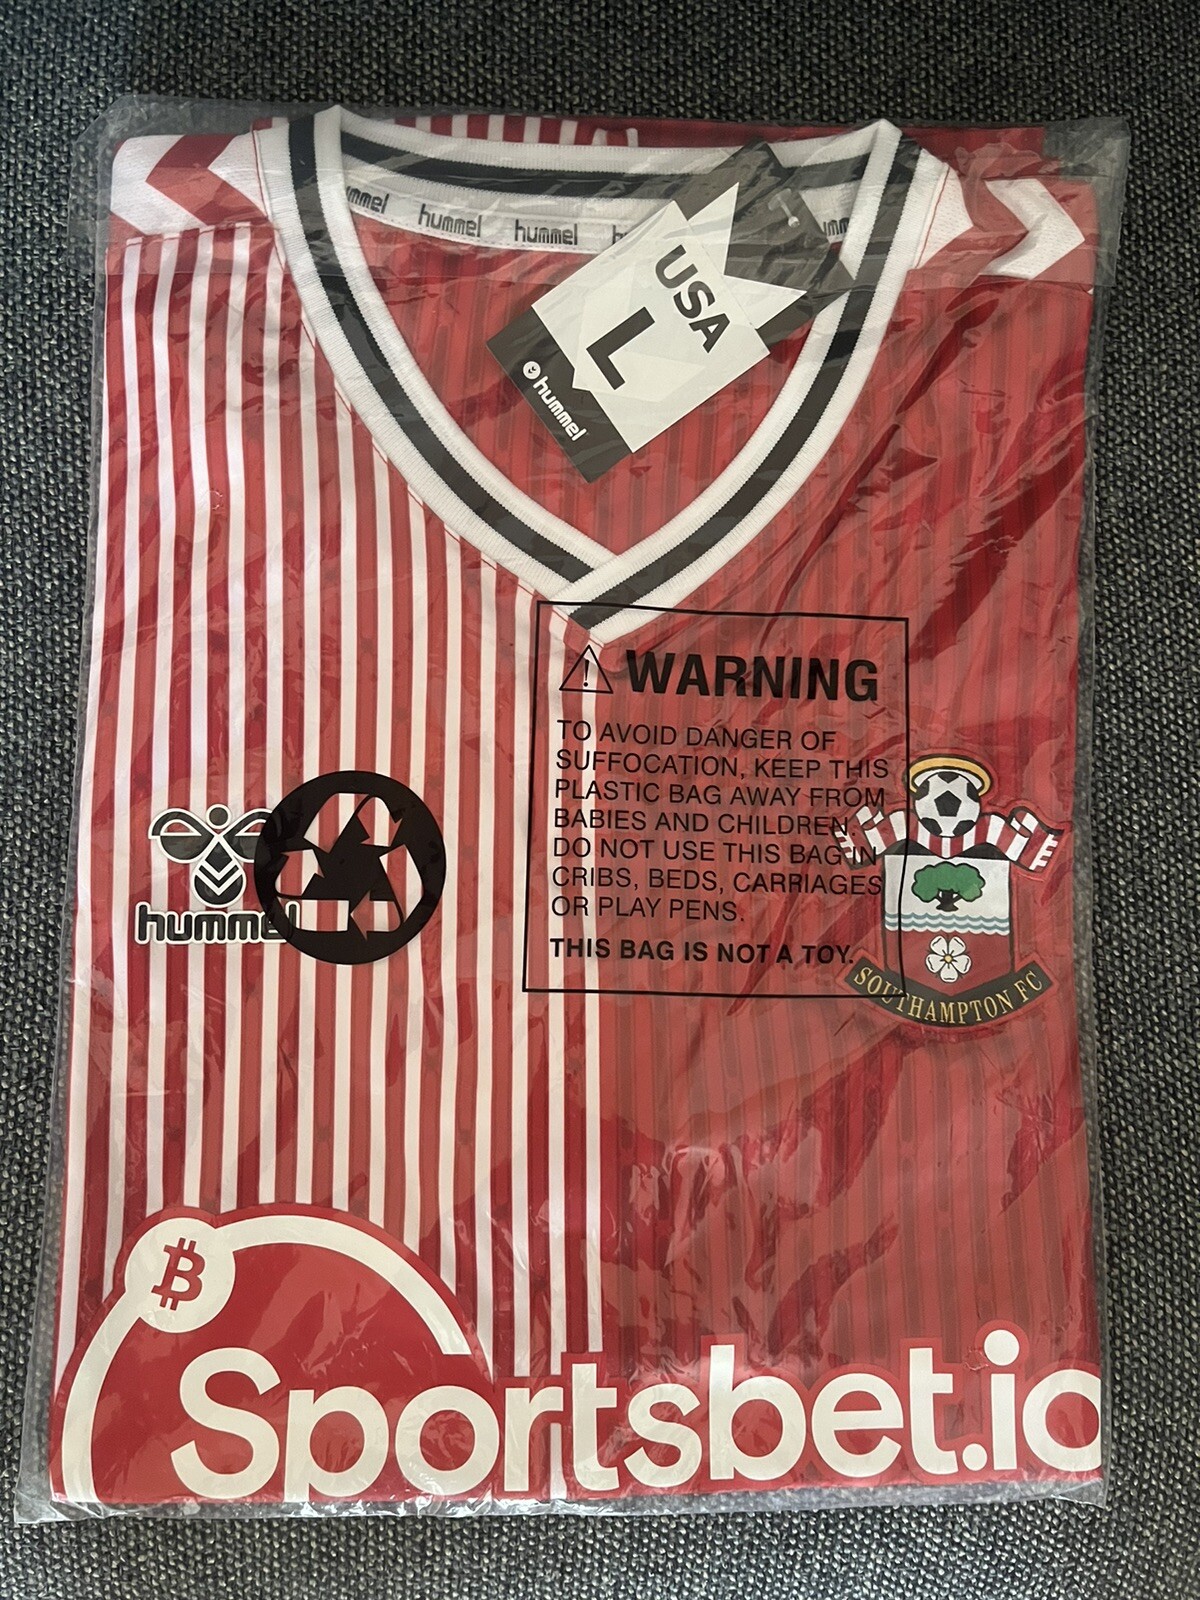 hummel
hummel
hummel
USA
L
hummel
WARNING
TO AVOID DANGER OF
SUFFOCATION, KEEP THIS
PLASTIC BAG AWAY FROM
BABIES AND CHILDREN.
DO NOT USE THIS BAG IN
CRIBS, BEDS, CARRIAGES
OR PLAY PENS.
THIS BAG IS NOT A TOY.
hummel
SOUTHAMPTON FC
Sportsbet.io